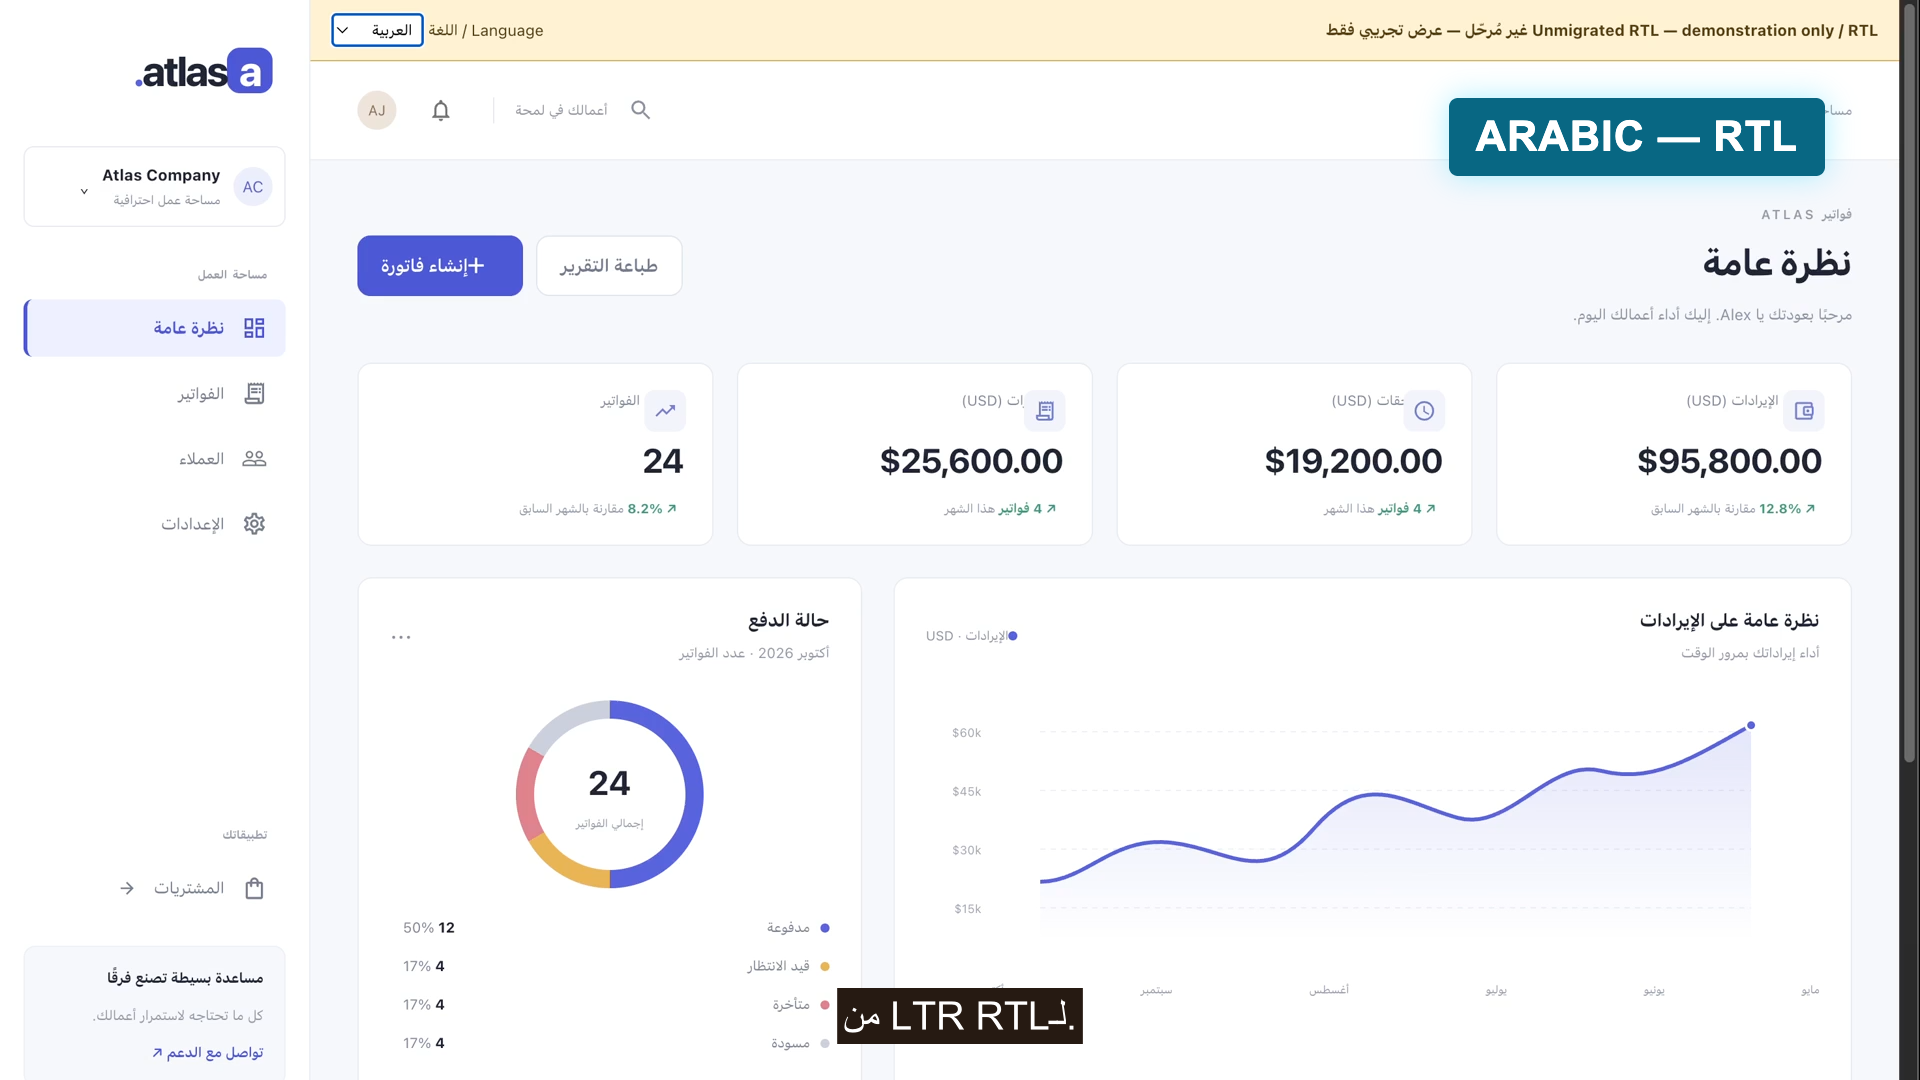 RTL غير مُرحّل — عرض تجريبي فقط / Unmigrated RTL — demonstration only
Language / اللغة
العربية
ARABIC — RTL
أعمالك في لمحة
AJ
atlas.
a
AC
Atlas Company
مساحة عمل احترافية
مساحة العمل
نظرة عامة
الفواتير
العملاء
الإعدادات
تطبيقاتك
المشتريات
مساعدة بسيطة تصنع فرقًا
كل ما تحتاجه لاستمرار أعمالك.
تواصل مع الدعم ↗
فواتير ATLAS
نظرة عامة
مرحبًا بعودتك يا Alex. إليك أداء أعمالك اليوم.
طباعة التقرير
+إنشاء فاتورة
الإيرادات (USD)
$95,800.00
↗ 12.8% مقارنة بالشهر السابق
(USD)
$19,200.00
↗ 4 فواتير هذا الشهر
(USD)
$25,600.00
↗ 4 فواتير هذا الشهر
الفواتير
24
↗ 8.2% مقارنة بالشهر السابق
نظرة عامة على الإيرادات
أداء إيراداتك بمرور الوقت
الإيرادات · USD
$60k
$45k
$30k
$15k
مايو
يونيو
يوليو
أغسطس
سبتمبر
حالة الدفع
أكتوبر 2026 · عدد الفواتير
...
24
إجمالي الفواتير
مدفوعة 12 50%
قيد الانتظار 4 17%
متأخرة 4 17%
مسودة 4 17%
من LTR لـRTL.